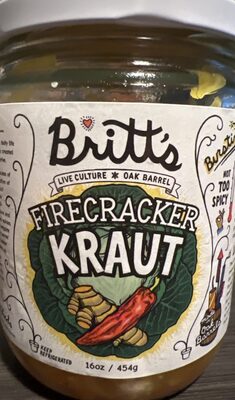 Britt's
LIVE CULTURE * OAK BARREL
FIRECRACKER
KRAUT
KEEP
REFRIGERATED
16oz / 454g
NOT
TOO
SPICY